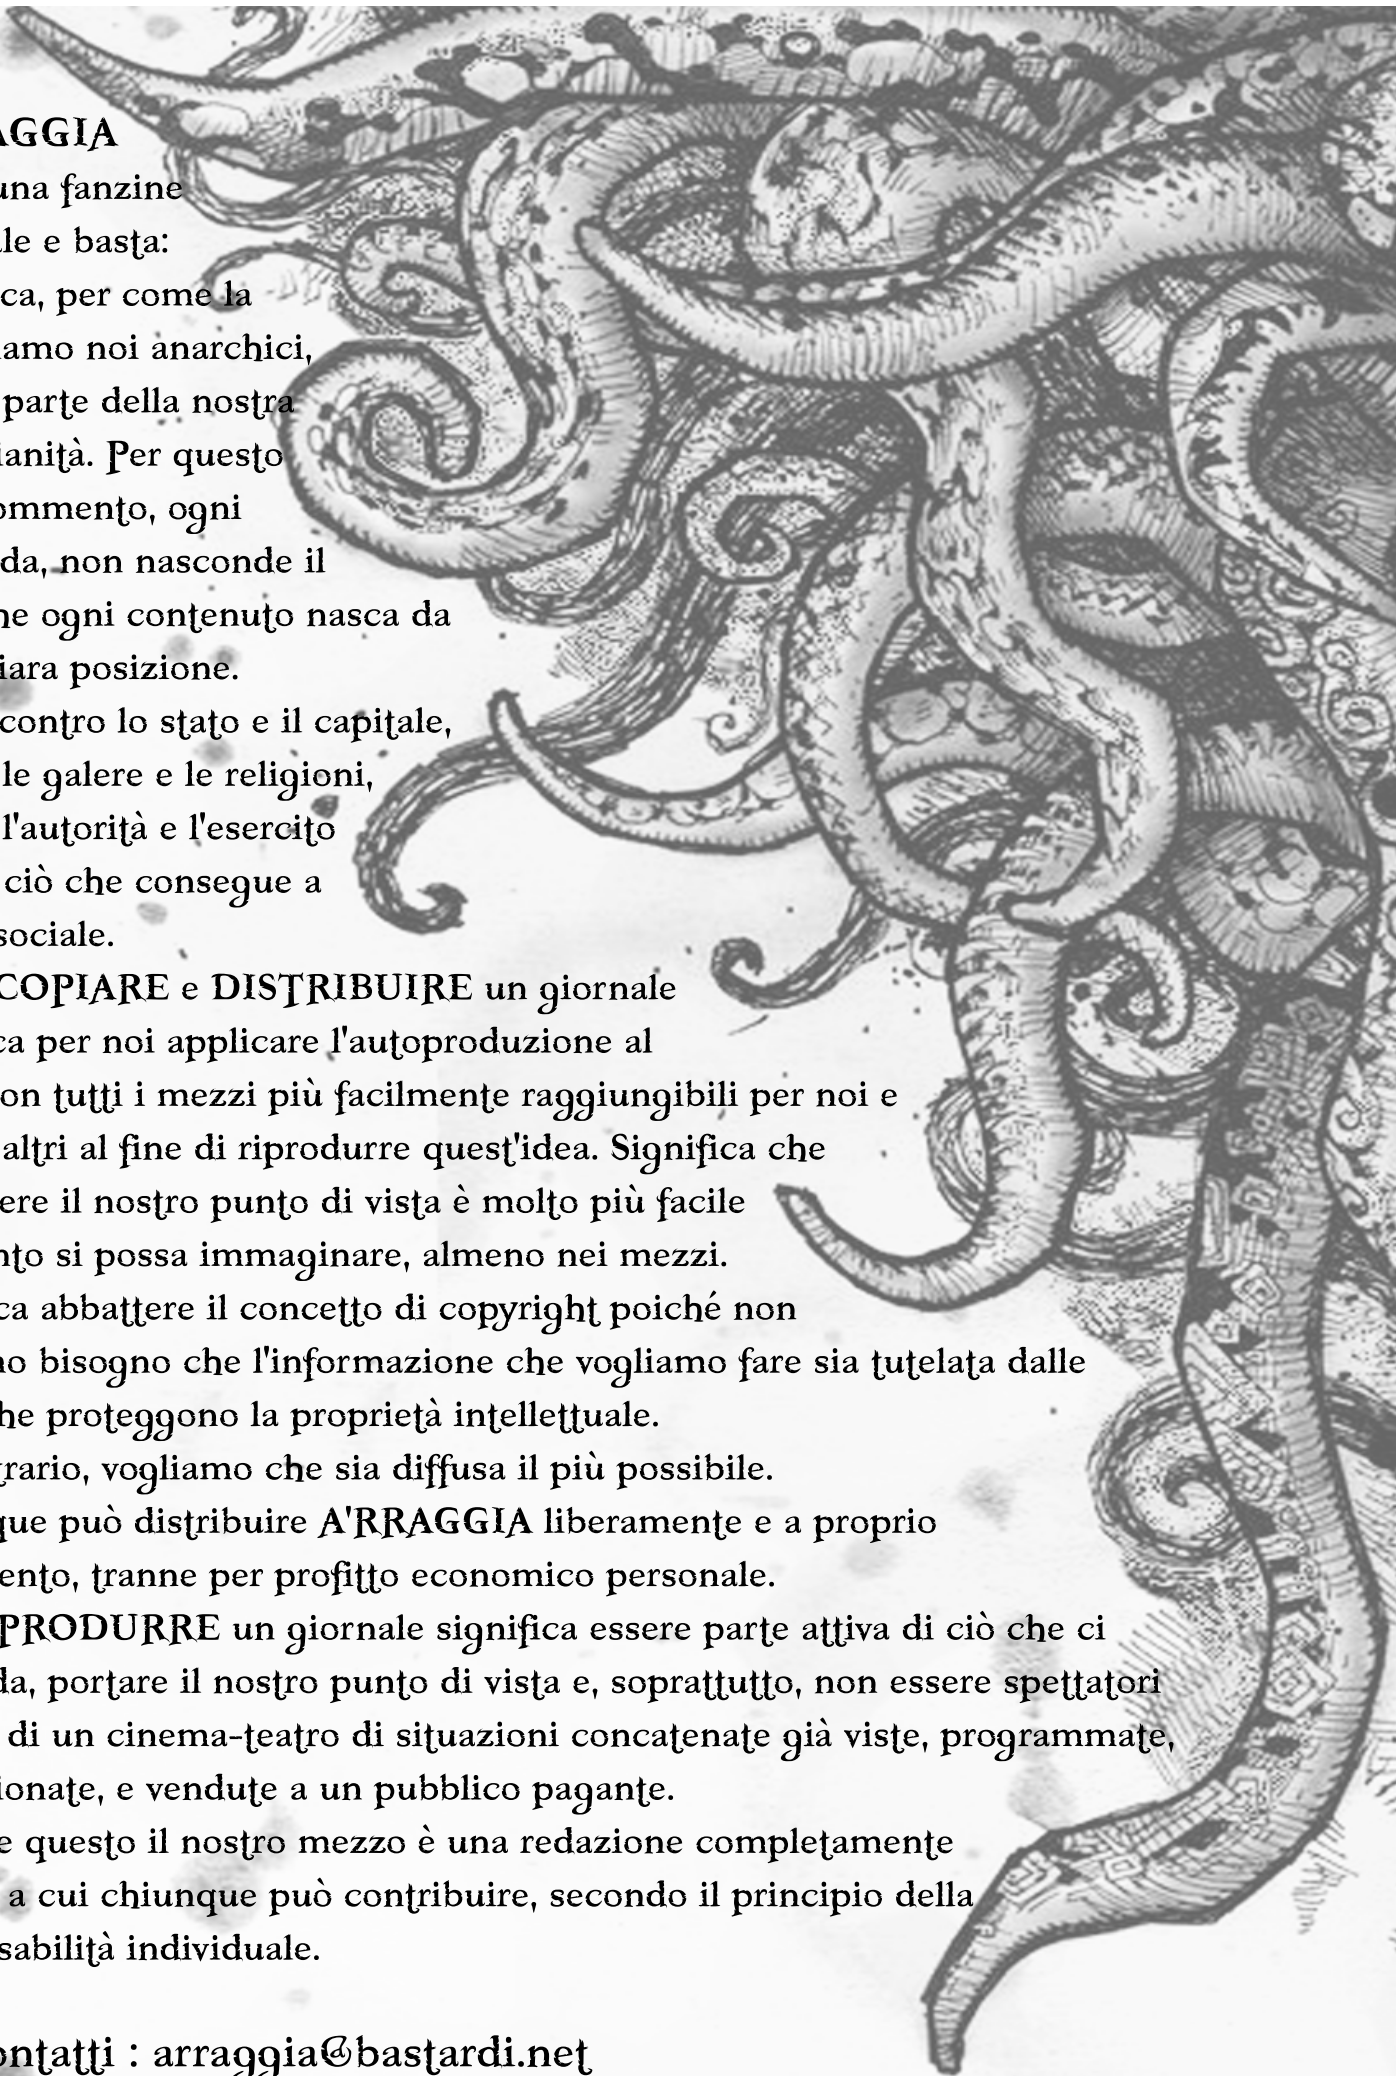 AGGIA
una fanzine
ale e basta:
ca, per come la
iamo noi anarchici,
parte della nostra
ianità. Per questo
ommento, ogni
da, non nasconde il
he ogni contenuto nasca da
iara posizione.
contro lo stato e il capitale,
le galere e le religioni,
l'autorità e l'esercito
ciò che consegue a
sociale.
COPIARE e DISTRIBUIRE un giornale
ca per noi applicare l'autoproduzione al
on tutti i mezzi più facilmente raggiungibili per noi e
altri al fine di riprodurre quest'idea. Significa che
ere il nostro punto di vista è molto più facile
nto si possa immaginare, almeno nei mezzi.
ca abbattere il concetto di copyright poiché non
no bisogno che l'informazione che vogliamo fare sia tutelata dalle
he proteggono la proprietà intellettuale.
trario, vogliamo che sia diffusa il più possibile.
que può distribuire A'RRAGGIA liberamente e a proprio
ento, tranne per profitto economico personale.
PRODURRE un giornale significa essere parte attiva di ciò che ci
da, portare il nostro punto di vista e, soprattutto, non essere spettatori
di un cinema-teatro di situazioni concatenate già viste, programmate,
ionate, e vendute a un pubblico pagante.
e questo il nostro mezzo è una redazione completamente
a cui chiunque può contribuire, secondo il principio della
sabilità individuale.
ontatti : arraggia@bastardi.net